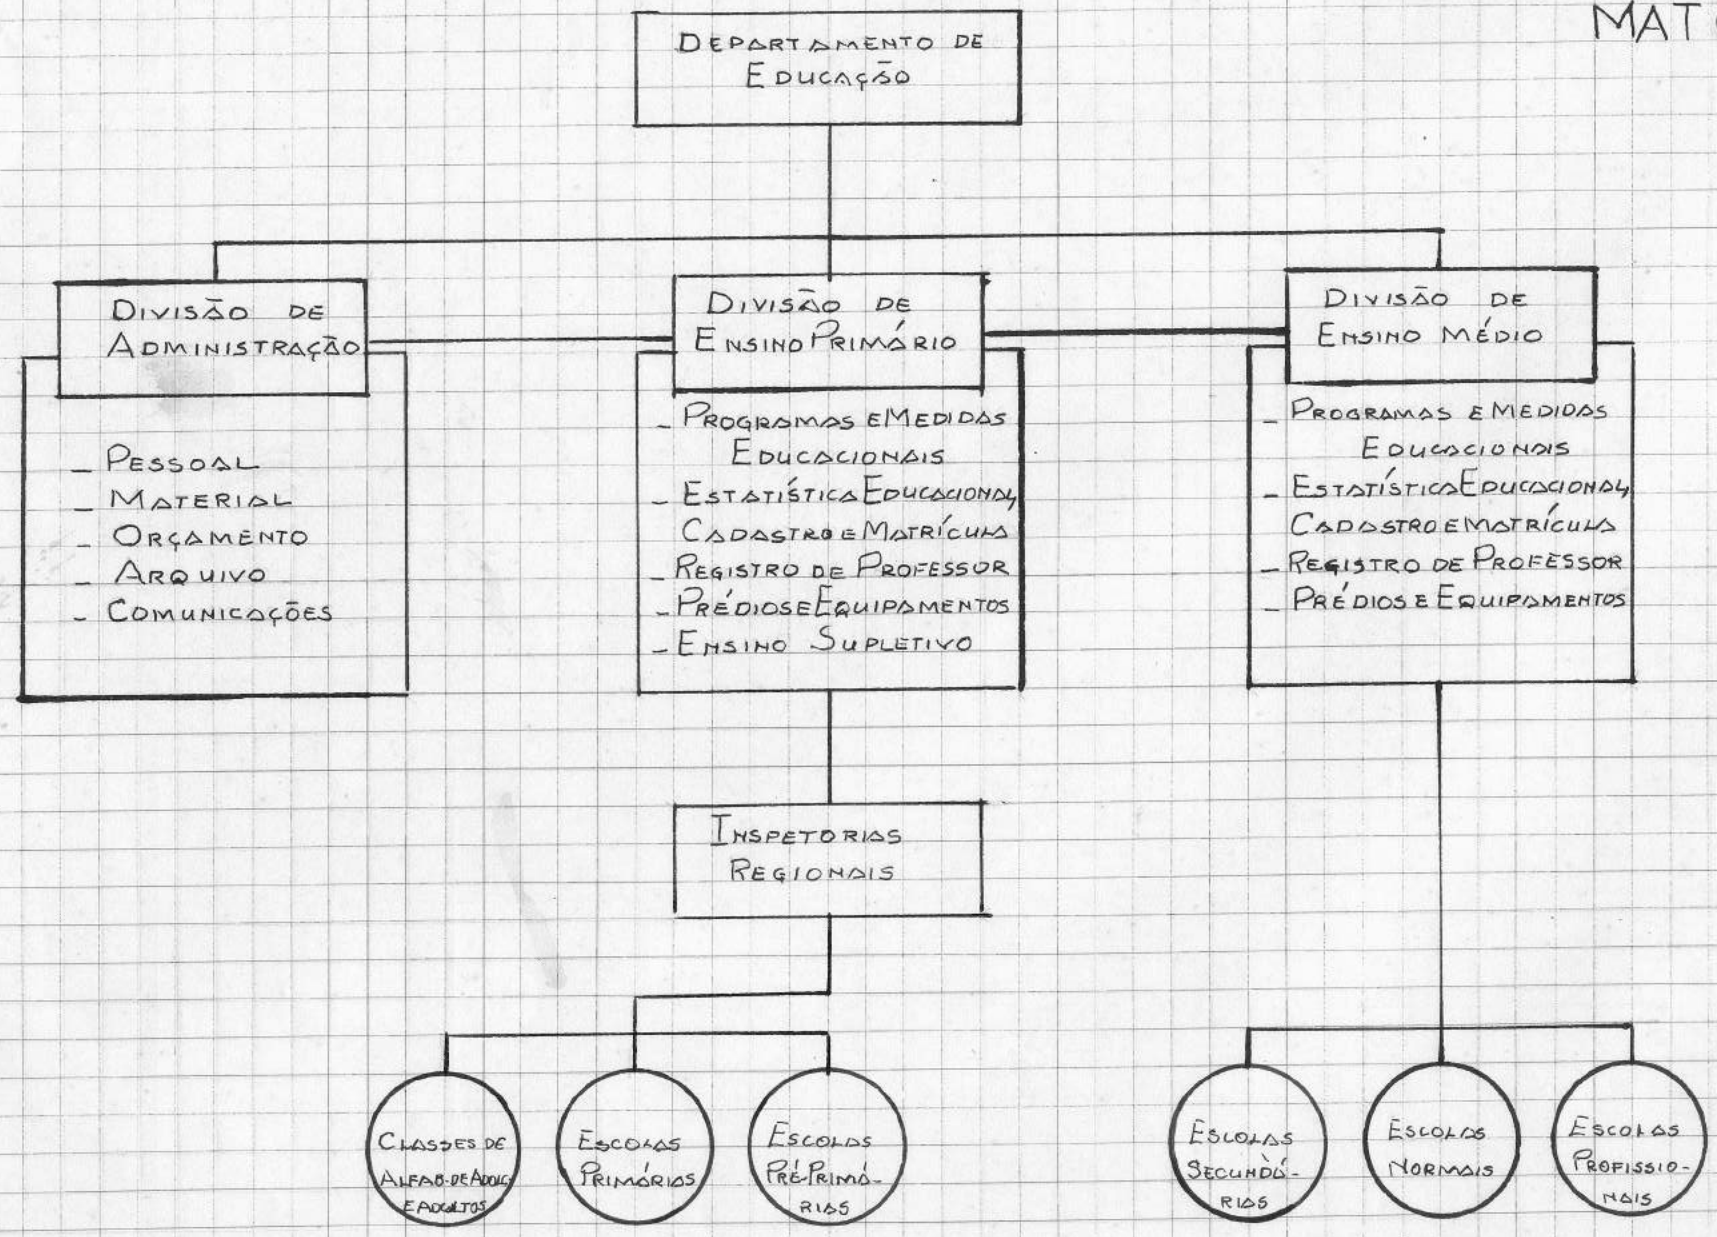 MAT
DEPARTAMENTO DE
EDUCAÇÃO
DIVISÃO DE
ADMINISTRAÇÃO
_ PESSOAL
_ MATERIAL
_ ORÇAMENTO
_ ARQUIVO
_ COMUNICAÇÕES
DIVISÃO DE
ENSINO PRIMÁRIO
_ PROGRAMAS E MEDIDAS
EDUCACIONAIS
_ ESTATÍSTICA EDUCACIONAL,
CADASTRO E MATRÍCULA
_ REGISTRO DE PROFESSOR
_ PRÉDIOS E EQUIPAMENTOS
_ ENSINO SUPLETIVO
DIVISÃO DE
ENSINO MÉDIO
_ PROGRAMAS E MEDIDAS
EDUCACIONAIS
_ ESTATÍSTICA EDUCACIONAL,
CADASTRO E MATRÍCULA
_ REGISTRO DE PROFESSOR
_ PRÉDIOS E EQUIPAMENTOS
INSPETORIAS
REGIONAIS
CLASSES DE
ALFAB. DE ADOLC.
E ADULTOS
ESCOLAS
PRIMÁRIAS
ESCOLAS
PRÉ-PRIMÁ-
RIAS
ESCOLAS
SECUNDÁ-
RIAS
ESCOLAS
NORMAIS
ESCOLAS
PROFISSIO-
NAIS